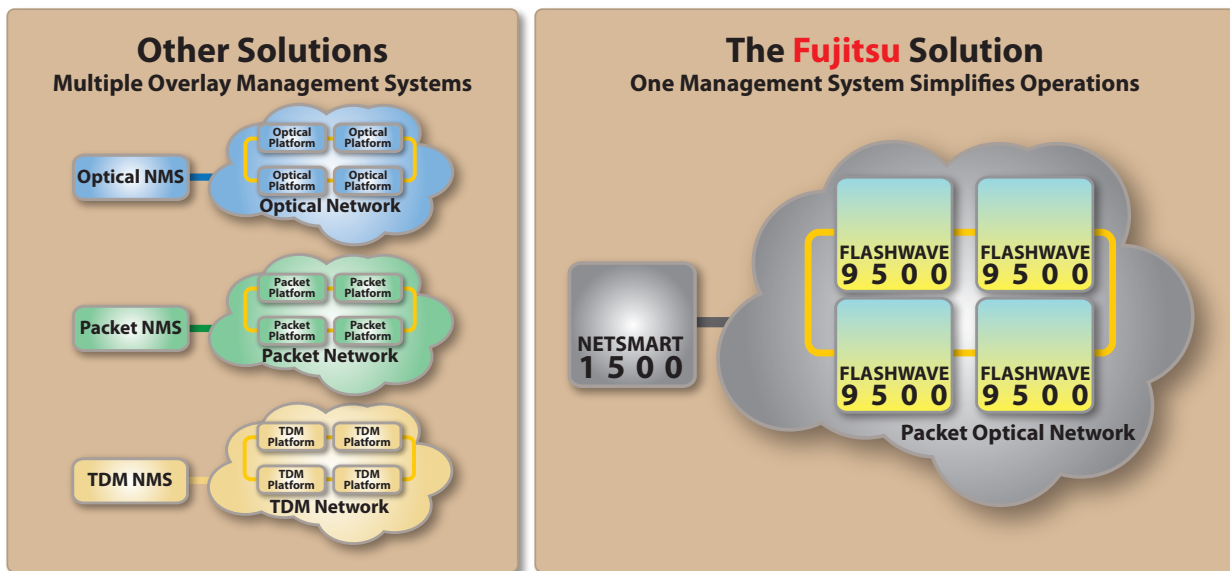 Other Solutions
Multiple Overlay Management Systems
Optical NMS
Optical
Platform
Optical
Platform
Optical
Platform
Optical
Platform
Optical Network
Packet NMS
Packet
Platform
Packet
Platform
Packet
Platform
Packet
Platform
Packet Network
TDM NMS
TDM
Platform
TDM
Platform
TDM
Platform
TDM
Platform
TDM Network
The Fujitsu Solution
One Management System Simplifies Operations
NETSMART
1500
FLASHWAVE
9500
FLASHWAVE
9500
FLASHWAVE
9500
FLASHWAVE
9500
Packet Optical Network